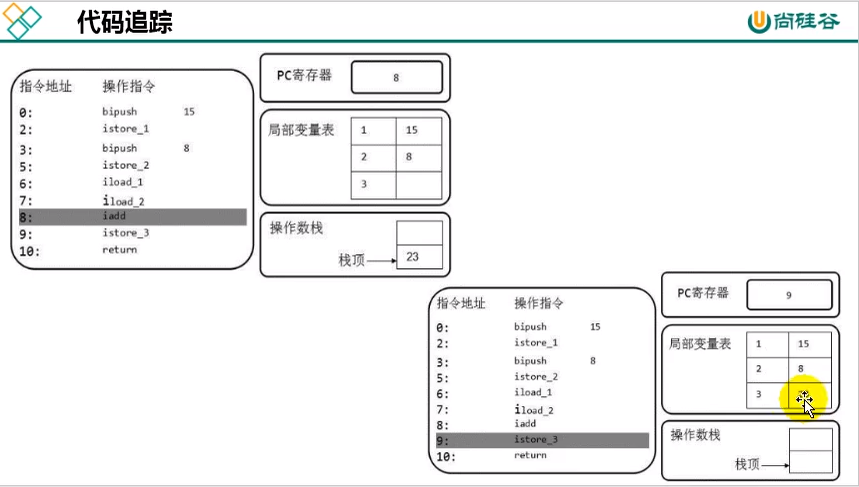 代码追踪
尚硅谷
指令地址 操作指令
0: bipush 15
2: istore_1
3: bipush 8
5: istore_2
6: iload_1
7: iload_2
8: iadd
9: istore_3
10: return
PC寄存器 8
局部变量表
1 15
2 8
3
操作数栈
栈顶 23
指令地址 操作指令
0: bipush 15
2: istore_1
3: bipush 8
5: istore_2
6: iload_1
7: iload_2
8: iadd
9: istore_3
10: return
PC寄存器 9
局部变量表
1 15
2 8
3
操作数栈
栈顶